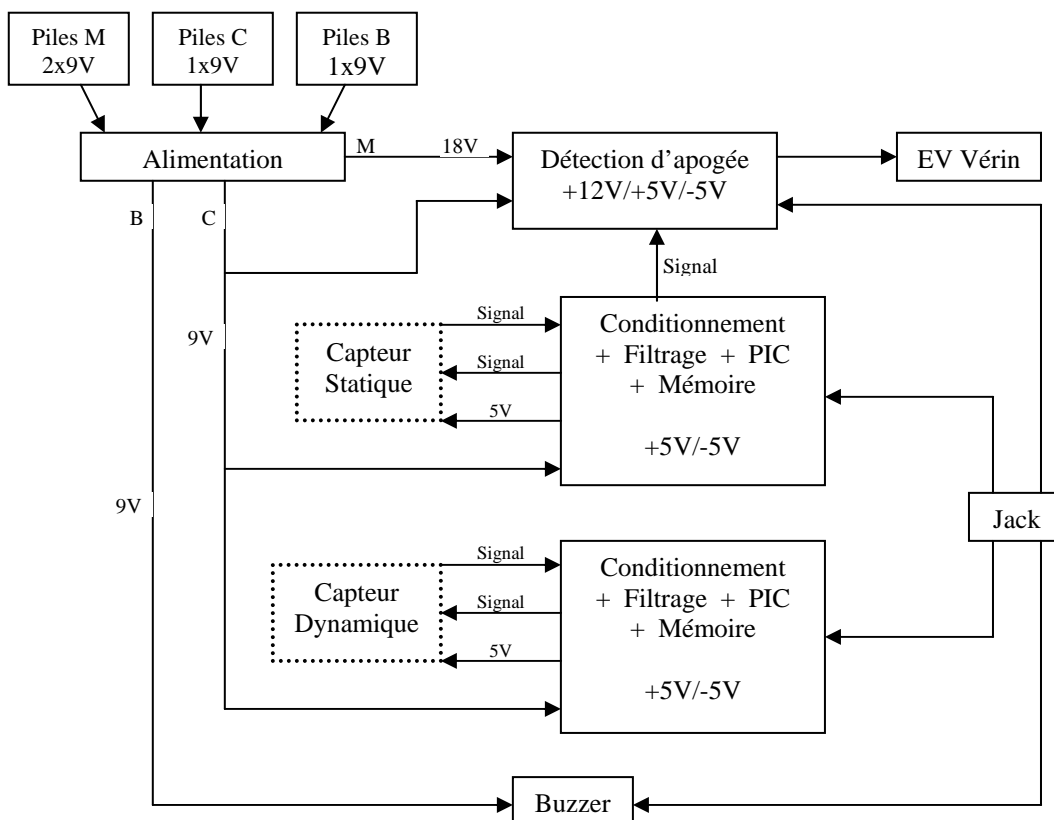 Piles M
2x9V
Piles C
1x9V
Piles B
1x9V
Alimentation
M
18V
Détection d'apogée
+12V/+5V/-5V
EV Vérin
B
C
Signal
9V
Capteur
Statique
Signal
Signal
5V
Conditionnement
+ Filtrage + PIC
+ Mémoire
+5V/-5V
9V
Jack
Capteur
Dynamique
Signal
Signal
5V
Conditionnement
+ Filtrage + PIC
+ Mémoire
+5V/-5V
Buzzer